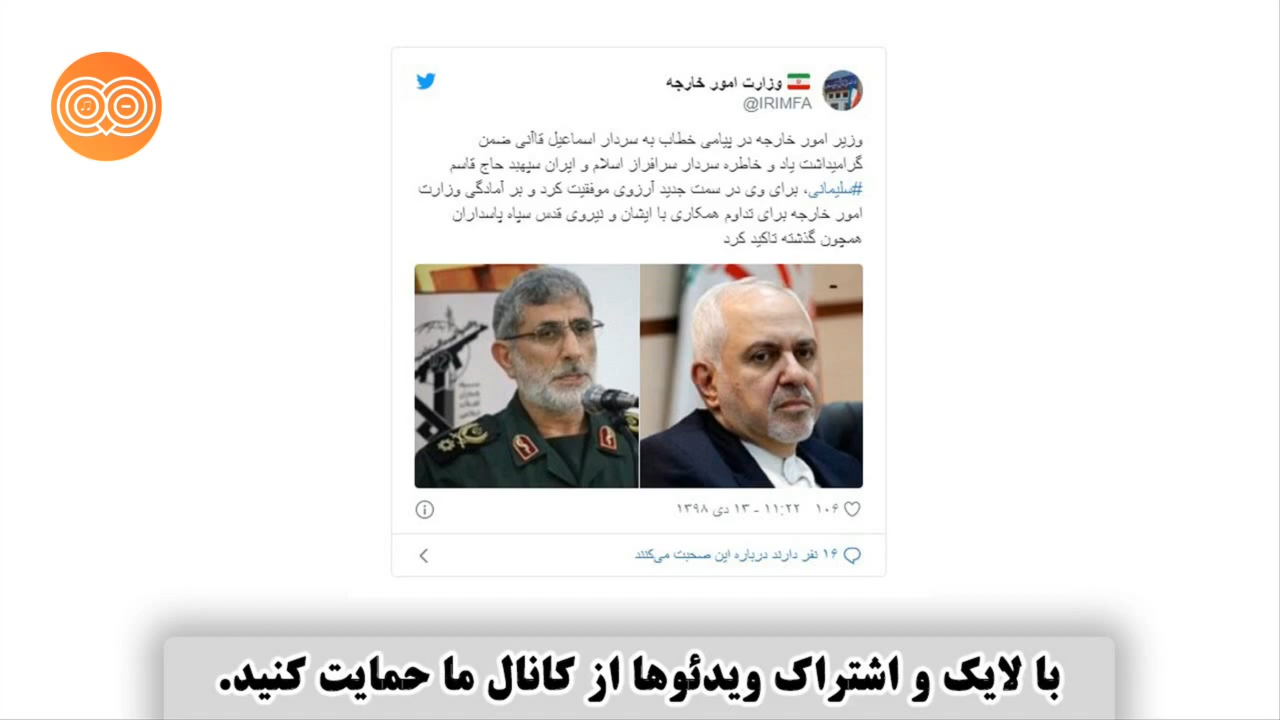 وزارت امور خارجه
@IRIMFA
وزیر امور خارجه در پیامی خطاب به سردار اسماعیل قاآنی ضمن
گرامیداشت یاد و خاطره سردار سرافراز اسلام و ایران سپهبد حاج قاسم
#سلیمانی، برای وی در سمت جدید آرزوی موفقیت کرد و بر آمادگی وزارت
امور خارجه برای تداوم همکاری با ایشان و نیروی قدس سپاه پاسداران
همچون گذشته تاکید کرد
۱۰۶ ۱۱:۲۲ - ۱۳ دی ۱۳۹۸
۱۶ نفر دارند درباره این صحبت می‌کنند
با لایک و اشتراک ویدئوها از کانال ما حمایت کنید.